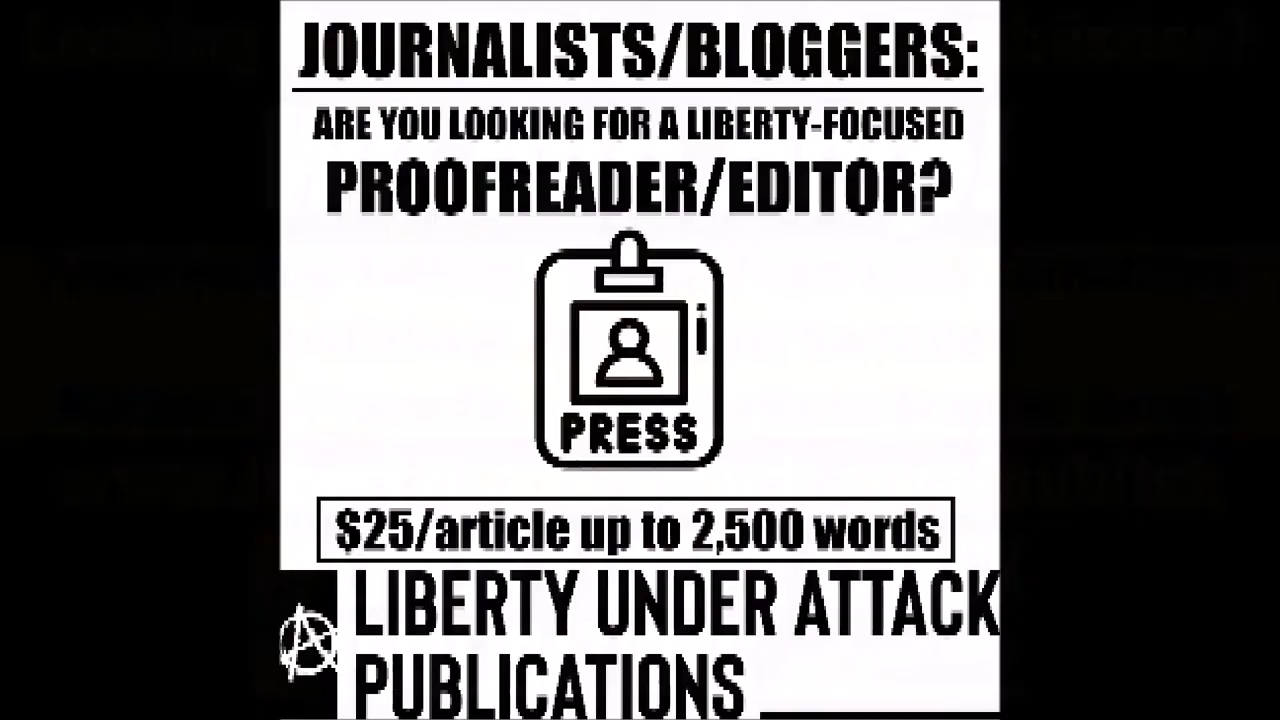 JOURNALISTS/BLOGGERS:
ARE YOU LOOKING FOR A LIBERTY-FOCUSED
PROOFREADER/EDITOR?
PRESS
$25/article up to 2,500 words
LIBERTY UNDER ATTACK
PUBLICATIONS